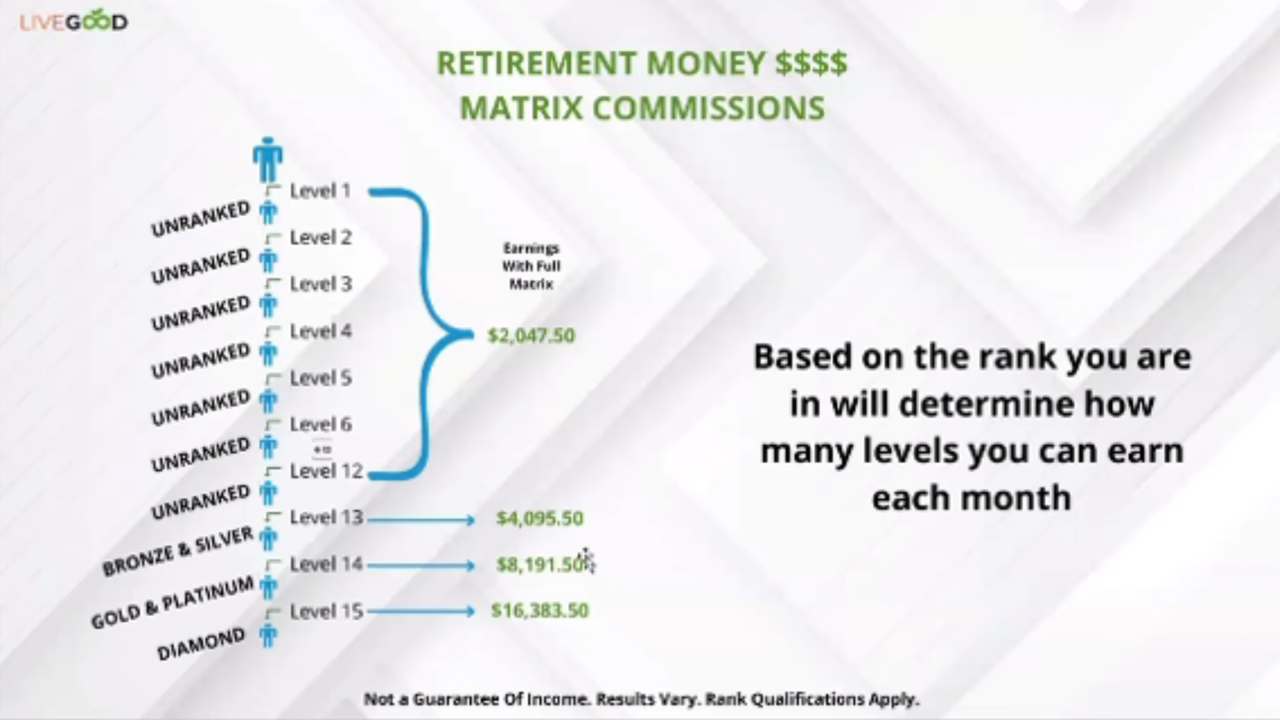 LIVEGOOD
RETIREMENT MONEY $$$$
MATRIX COMMISSIONS
Level 1
UNRANKED
Level 2
UNRANKED
Level 3
UNRANKED
Level 4
UNRANKED
Level 5
UNRANKED
Level 6
UNRANKED
Level 12
UNRANKED
Level 13
BRONZE & SILVER
Level 14
GOLD & PLATINUM
Level 15
DIAMOND
Earnings
With Full
Matrix
$2,047.50
$4,095.50
$8,191.50
$16,383.50
Based on the rank you are
in will determine how
many levels you can earn
each month
Not a Guarantee Of Income. Results Vary. Rank Qualifications Apply.